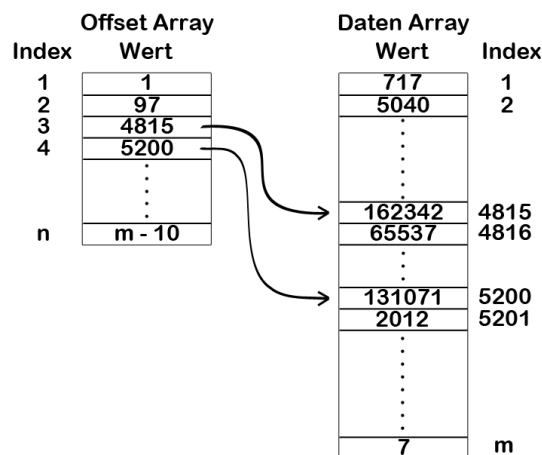 Offset Array Daten Array
Index Wert Wert Index
1 1 717 1
2 97 5040 2
3 4815
4 5200
162342 4815
n m - 10 65537 4816
131071 5200
2012 5201
7 m